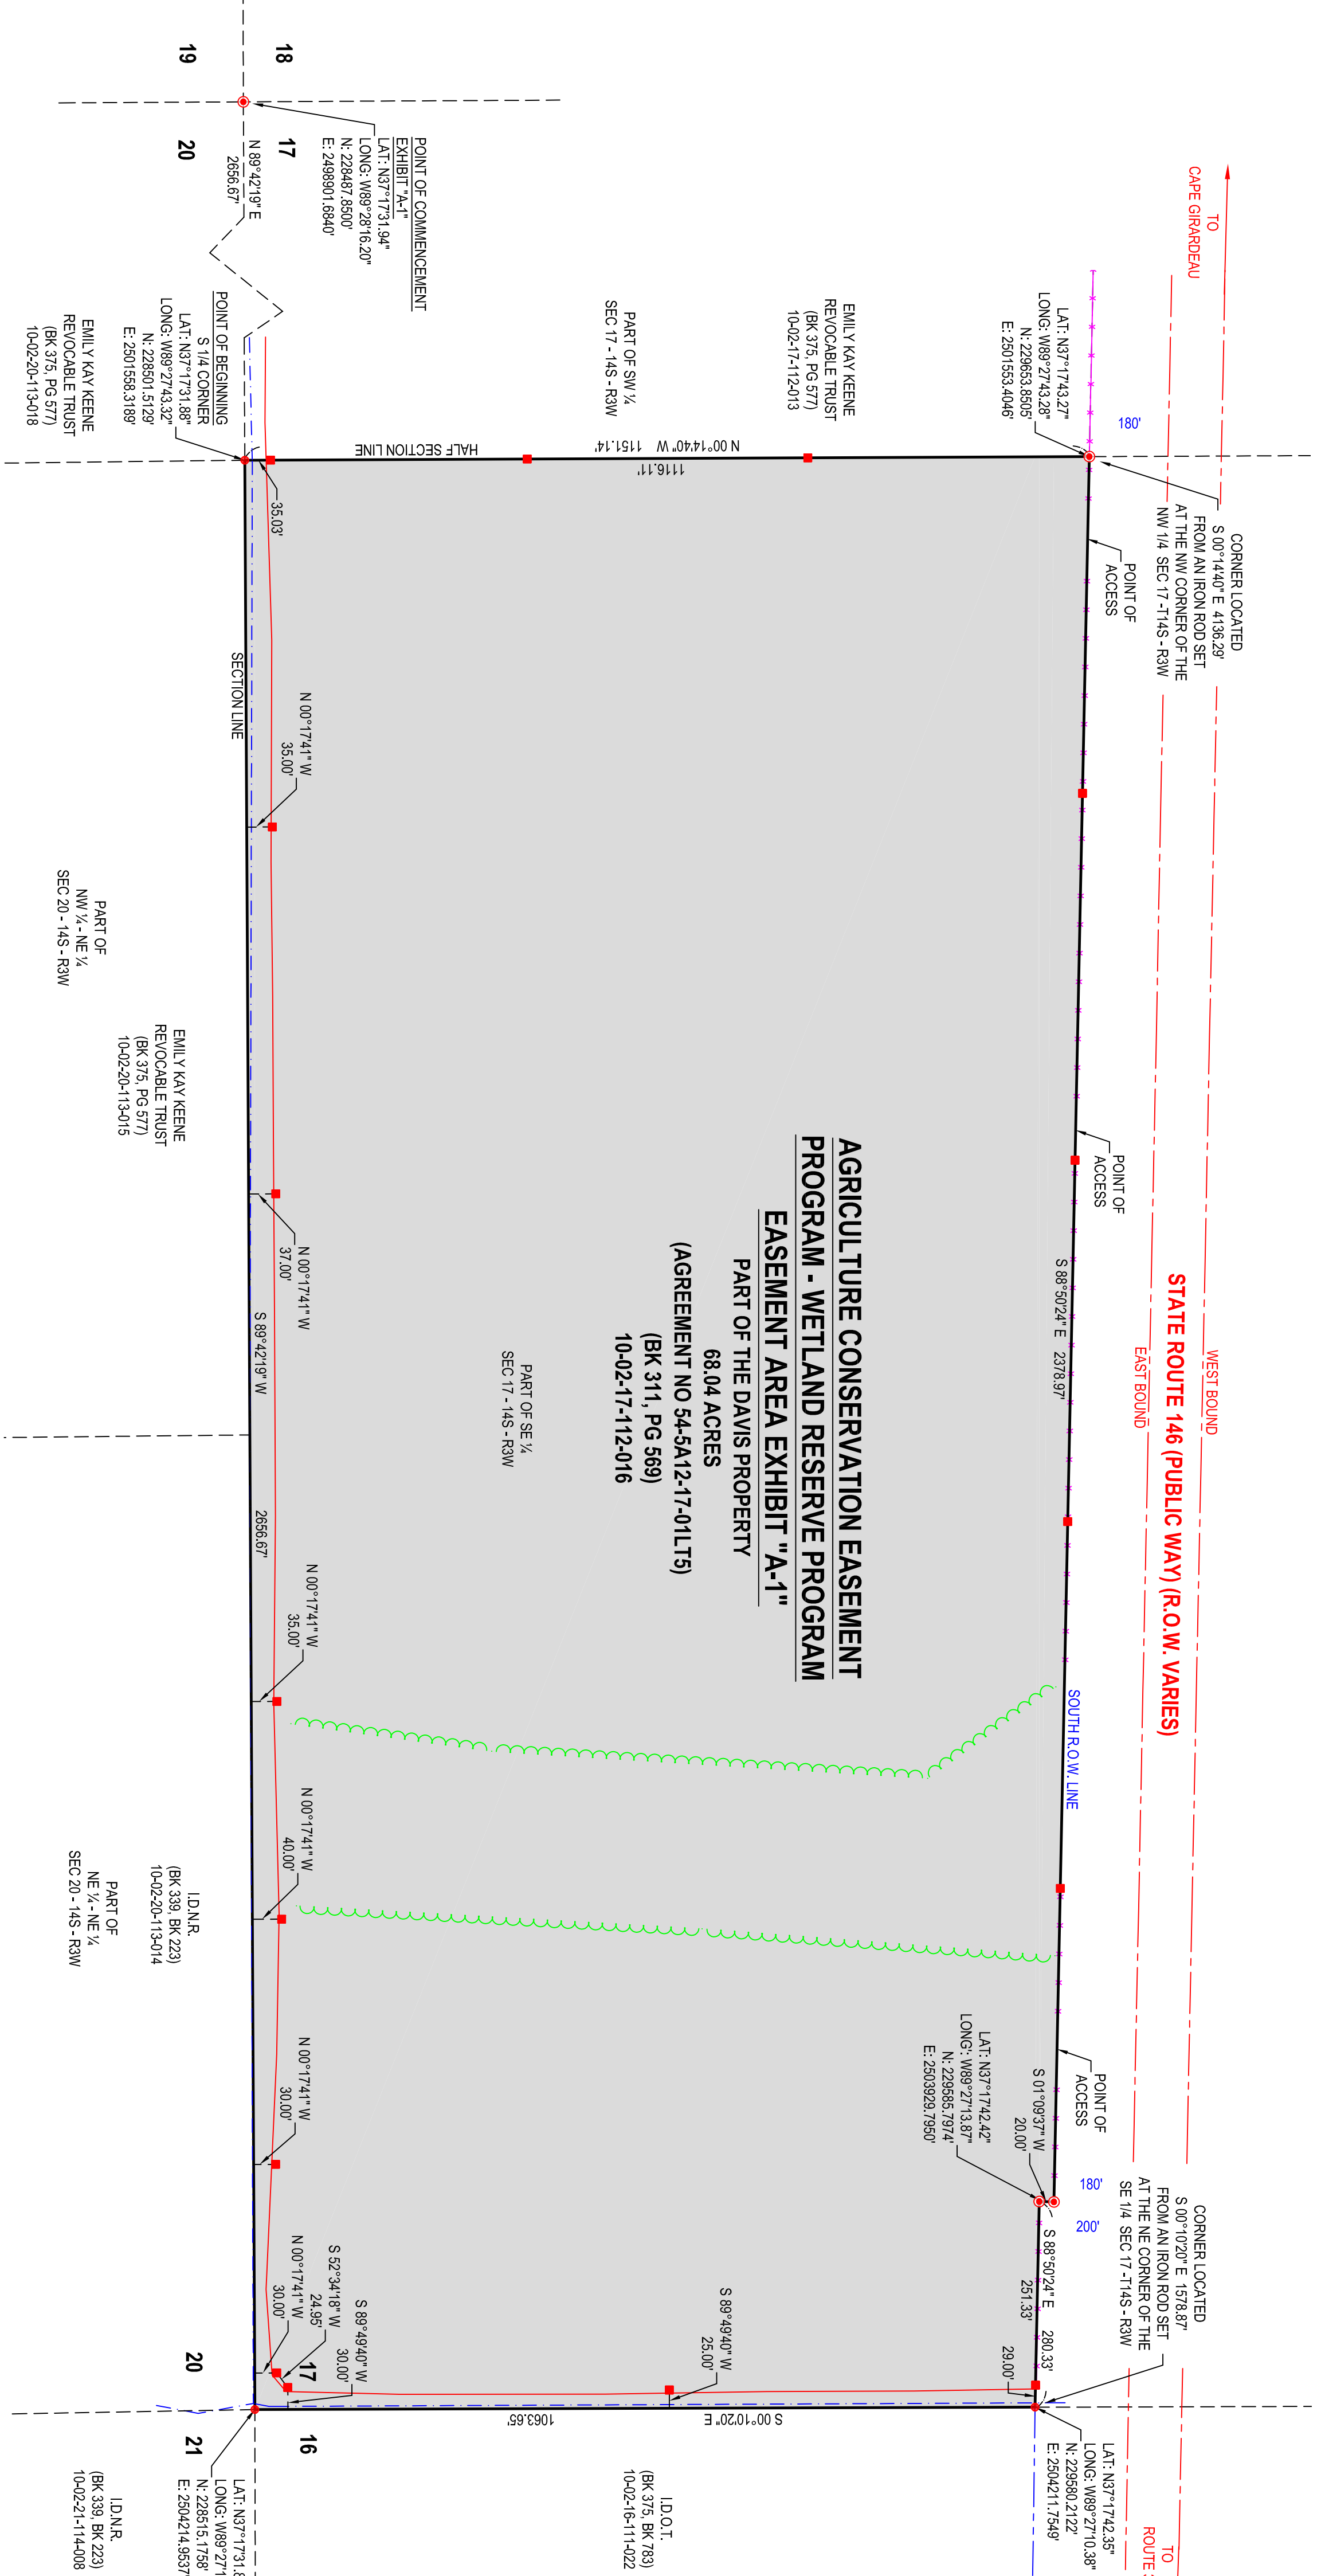 TO
CAPE GIRARDEAU
CORNER LOCATED
S 00°14'40" E 4136.29'
FROM AN IRON ROD SET
AT THE NW CORNER OF THE
NW 1/4 SEC 17 -T14S - R3W
180'
LAT: N37°17'43.27"
LONG: W89°27'43.28"
N: 229653.8505'
E: 2501553.4046'
POINT OF
ACCESS
POINT OF
ACCESS
WEST BOUND
STATE ROUTE 146 (PUBLIC WAY) (R.O.W. VARIES)
EAST BOUND
S 88°50'24" E 2378.97'
SOUTH R.O.W. LINE
POINT OF
ACCESS
180'
200'
CORNER LOCATED
S 00°10'20" E 1578.87'
FROM AN IRON ROD SET
AT THE NE CORNER OF THE
SE 1/4 SEC 17 -T14S - R3W
TO
S 01°09'37" W
20.00'
LAT: N37°17'42.42"
LONG': W89°27'13.87"
N: 229585.7974'
E: 2503929.7950'
S 88°50'24" E 280.33'
251.33'
29.00'
LAT: N37°17'42.35"
LONG: W89°27'10.38"
N: 229580.2122'
E: 2504211.7549'
EMILY KAY KEENE
REVOCABLE TRUST
(BK 375, PG 577)
10-02-17-112-013
PART OF SW ¼
SEC 17 - 14S - R3W
N 00°14'40" W 1151.14'
1116.11'
HALF SECTION LINE
35.03'
AGRICULTURE CONSERVATION EASEMENT
PROGRAM - WETLAND RESERVE PROGRAM
EASEMENT AREA EXHIBIT "A-1"
PART OF THE DAVIS PROPERTY
68.04 ACRES
(AGREEMENT NO 54-5A12-17-01LT5)
(BK 311, PG 569)
10-02-17-112-016
PART OF SE ¼
SEC 17 - 14S - R3W
S 89°49'40" W
25.00'
S 00°10'20" E
1063.65'
I.D.O.T.
(BK 375, BK 783)
10-02-16-111-022
18
17
19
20
POINT OF COMMENCEMENT
EXHIBIT "A-1"
LAT: N37°17'31.94"
LONG: W89°28'16.20"
N: 228487.8500'
E: 2498901.6840'
N 89°42'19" E
2656.67'
POINT OF BEGINNING
S 1/4 CORNER
LAT: N37°17'31.88"
LONG: W89°27'43.32"
N: 228501.5129'
E: 2501558.3189'
EMILY KAY KEENE
REVOCABLE TRUST
(BK 375, PG 577)
10-02-20-113-018
SECTION LINE
N 00°17'41" W
35.00'
N 00°17'41" W
37.00'
S 89°42'19" W
2656.67'
N 00°17'41" W
35.00'
N 00°17'41" W
40.00'
N 00°17'41" W
30.00'
N 00°17'41" W
30.00'
S 52°34'18" W
24.95'
S 89°49'40" W
30.00'
17
16
20
21
PART OF
NW ¼ - NE ¼
SEC 20 - 14S - R3W
EMILY KAY KEENE
REVOCABLE TRUST
(BK 375, PG 577)
10-02-20-113-015
I.D.N.R.
(BK 339, BK 223)
10-02-20-113-014
PART OF
NE ¼ - NE ¼
SEC 20 - 14S - R3W
LAT: N37°17'31.8
LONG: W89°27'1
N: 228515.1758'
E: 2504214.9537'
I.D.N.R.
(BK 339, BK 223)
10-02-21-114-008
ROUTE